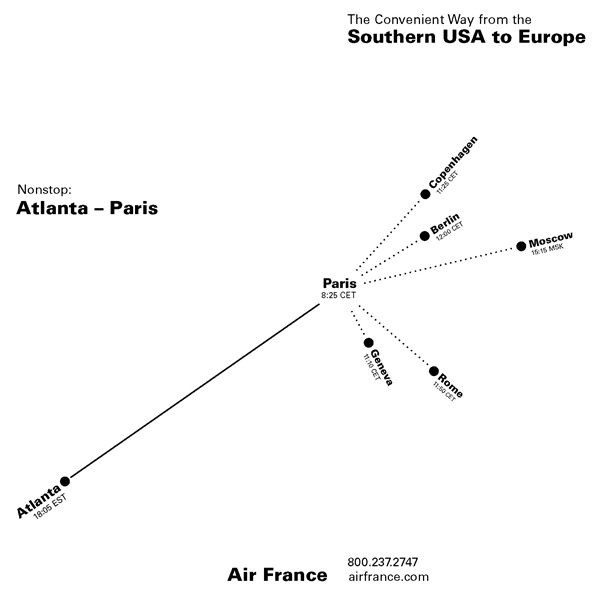 The Convenient Way from the
Southern USA to Europe
Nonstop:
Atlanta – Paris
Copenhagen
11:25 CET
Berlin
12:00 CET
Moscow
15:15 MSK
Paris
8:25 CET
Geneva
11:10 CET
Rome
11:50 CET
Atlanta
18:05 EST
Air France
800.237.2747
airfrance.com